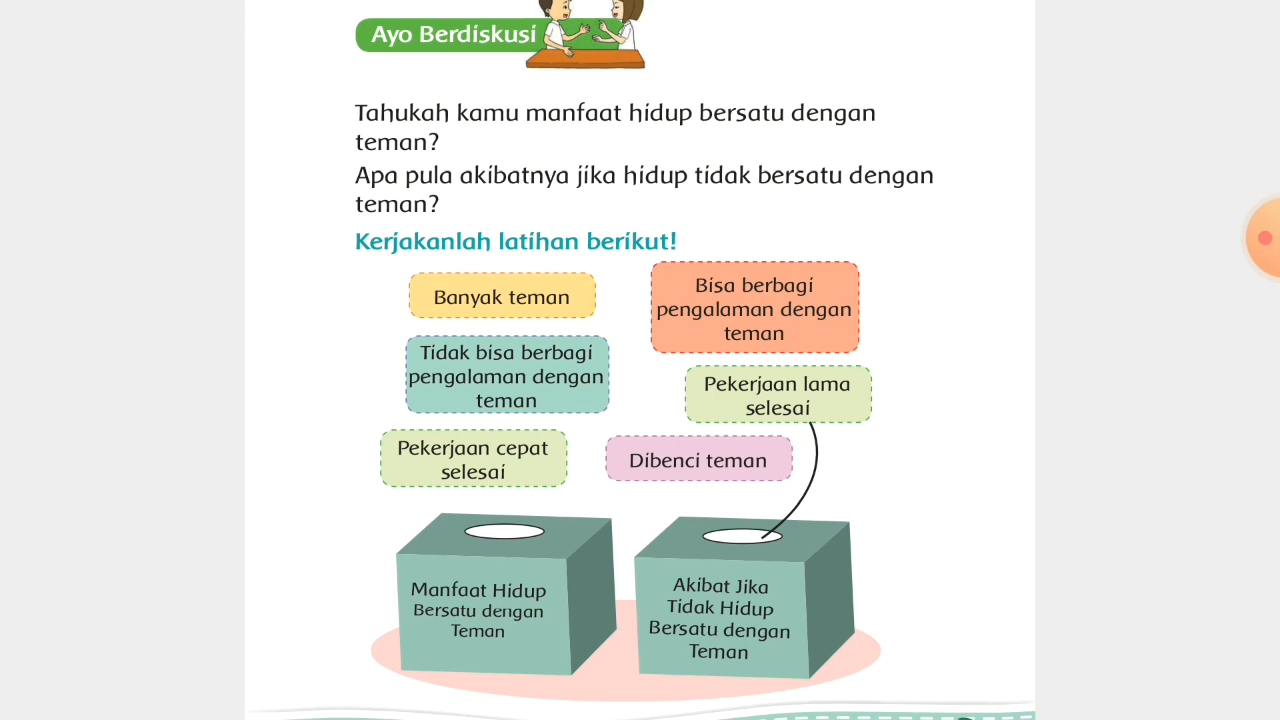 Ayo Berdiskusi
Tahukah kamu manfaat hidup bersatu dengan
teman?
Apa pula akibatnya jika hidup tidak bersatu dengan
teman?
Kerjakanlah latihan berikut!
Banyak teman
Bisa berbagi
pengalaman dengan
teman
Tidak bisa berbagi
pengalaman dengan
teman
Pekerjaan lama
selesai
Pekerjaan cepat
selesai
Dibenci teman
Manfaat Hidup
Bersatu dengan
Teman
Akibat Jika
Tidak Hidup
Bersatu dengan
Teman